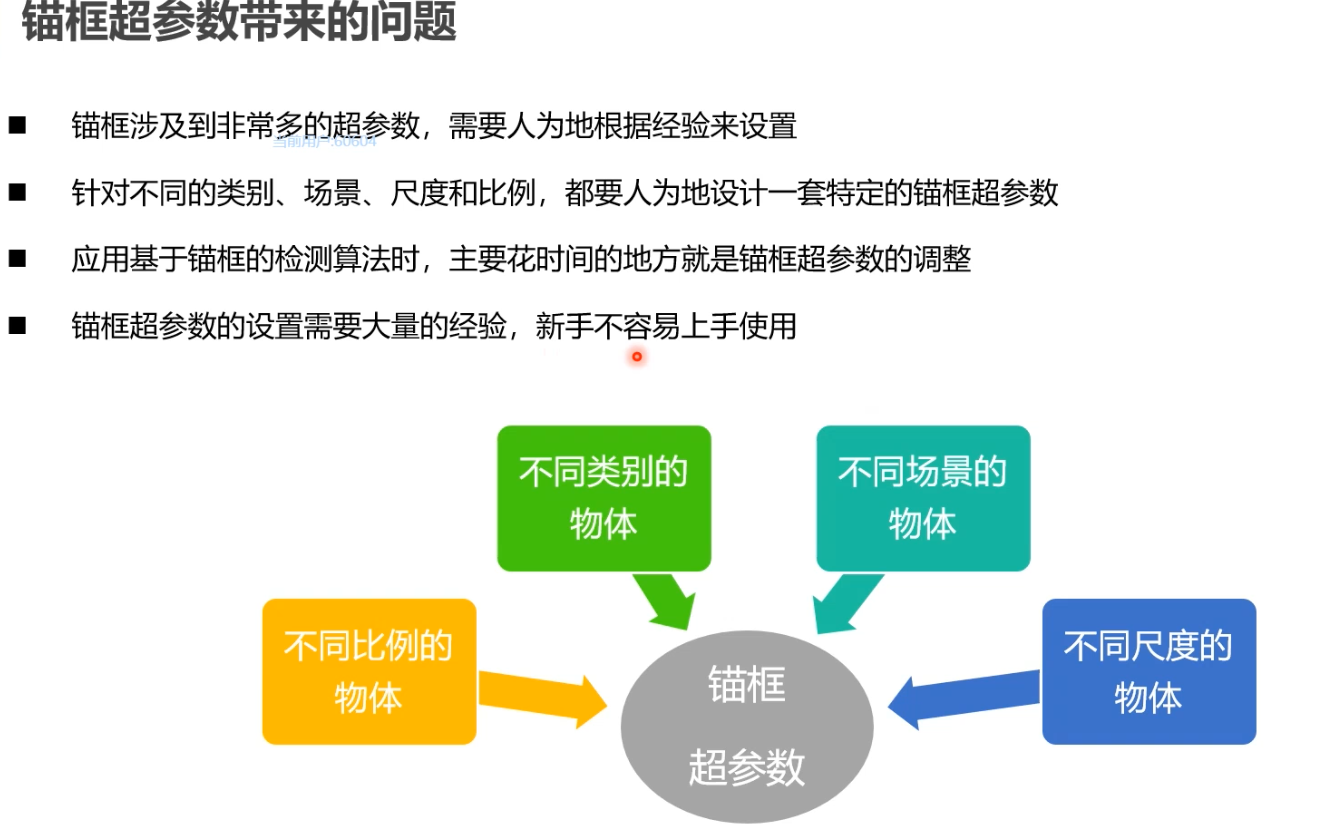 锚框超参数带来的问题
■ 锚框涉及到非常多的超参数，需要人为地根据经验来设置
当前用户:60604
■ 针对不同的类别、场景、尺度和比例，都要人为地设计一套特定的锚框超参数
■ 应用基于锚框的检测算法时，主要花时间的地方就是锚框超参数的调整
■ 锚框超参数的设置需要大量的经验，新手不容易上手使用
不同类别的
物体
不同场景的
物体
不同比例的
物体
不同尺度的
物体
锚框
超参数